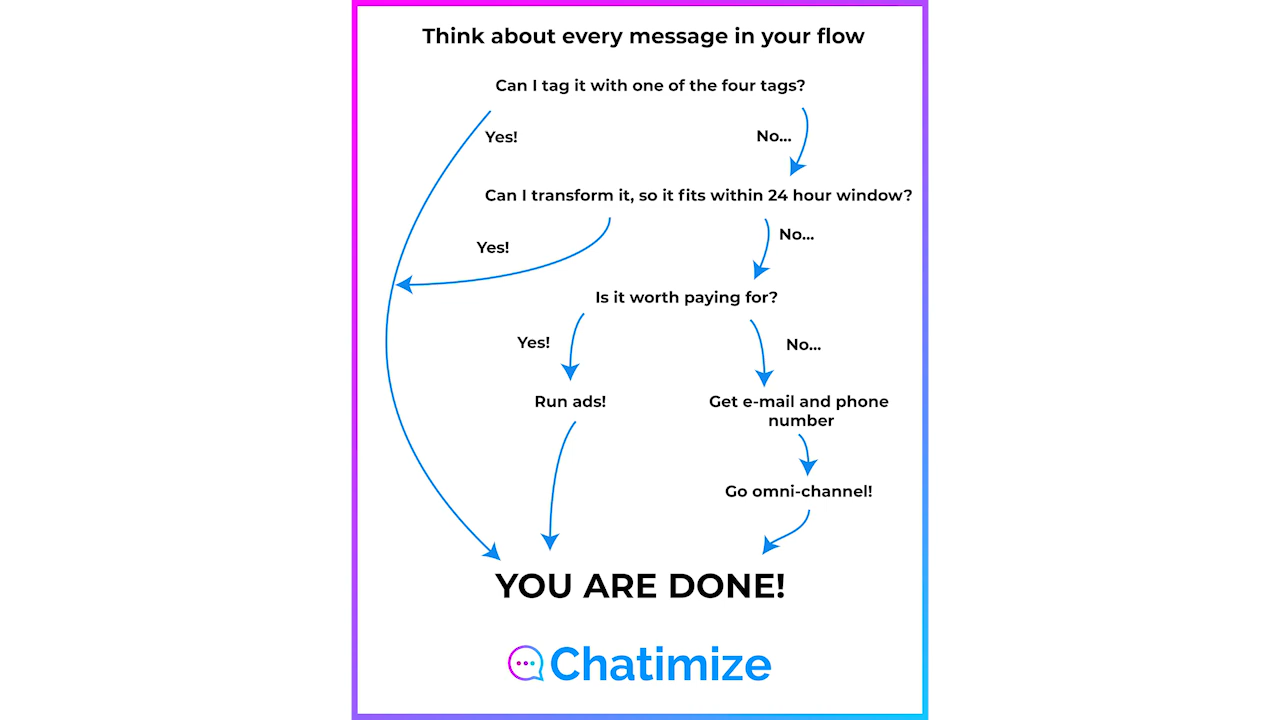 Think about every message in your flow
Can I tag it with one of the four tags?
Yes!
No...
Can I transform it, so it fits within 24 hour window?
No...
Yes!
Is it worth paying for?
Yes!
No...
Run ads!
Get e-mail and phone
number
Go omni-channel!
YOU ARE DONE!
Chatimize